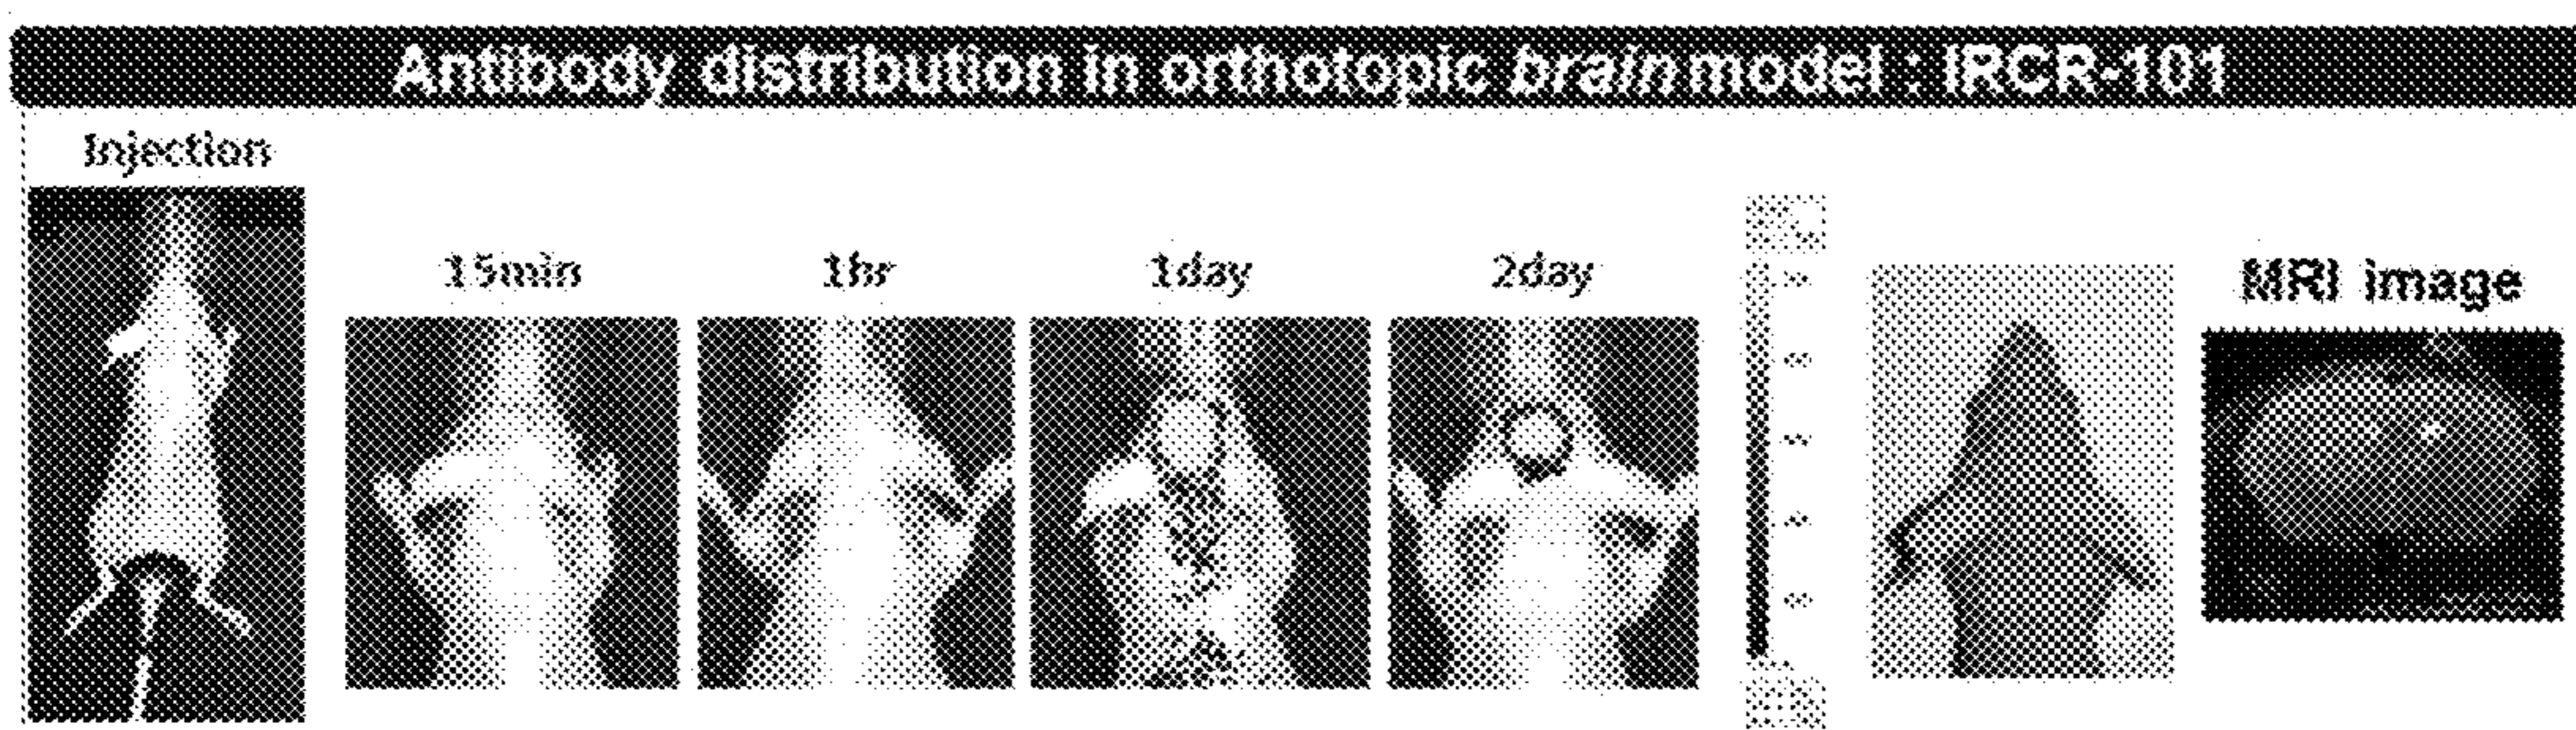 Antibody distribution in orthotopic brain model : IRCR-101
Injection
15min
1hr
1day
2day
MRI image